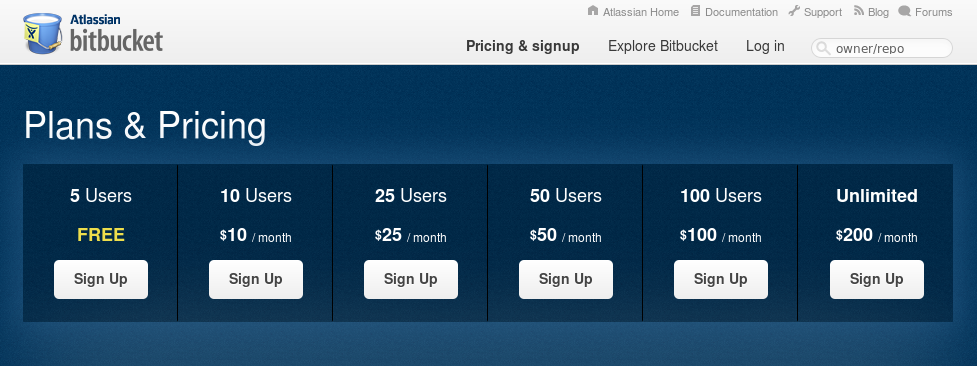 Atlassian Home Documentation Support Blog Forums
Atlassian
bitbucket
Pricing & signup Explore Bitbucket Log in owner/repo
Plans & Pricing
5 Users 10 Users 25 Users 50 Users 100 Users Unlimited
FREE $10 / month $25 / month $50 / month $100 / month $200 / month
Sign Up Sign Up Sign Up Sign Up Sign Up Sign Up